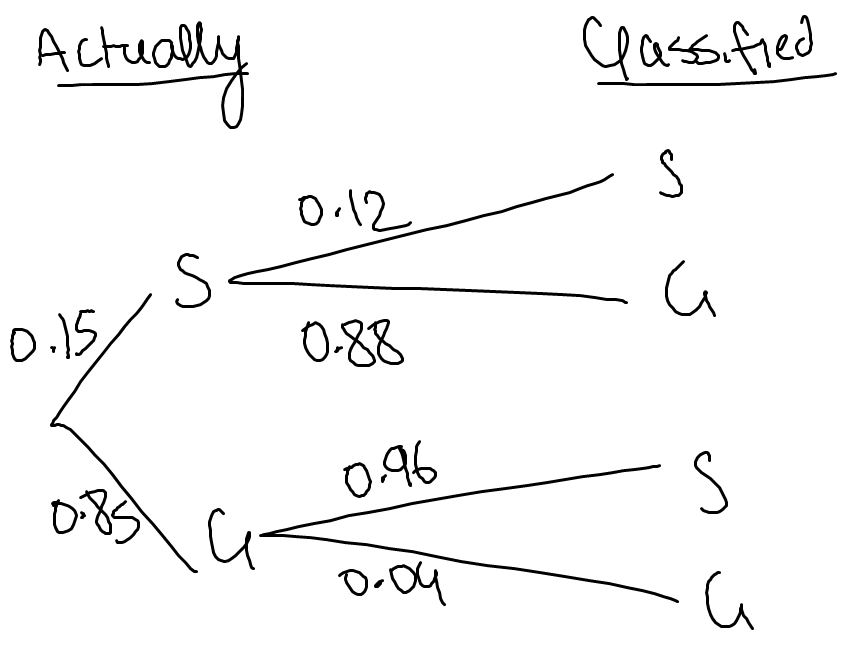 Actually
Classified
S
0.12
S
0.15
0.88
G
0.96
S
0.85
G
0.04
G